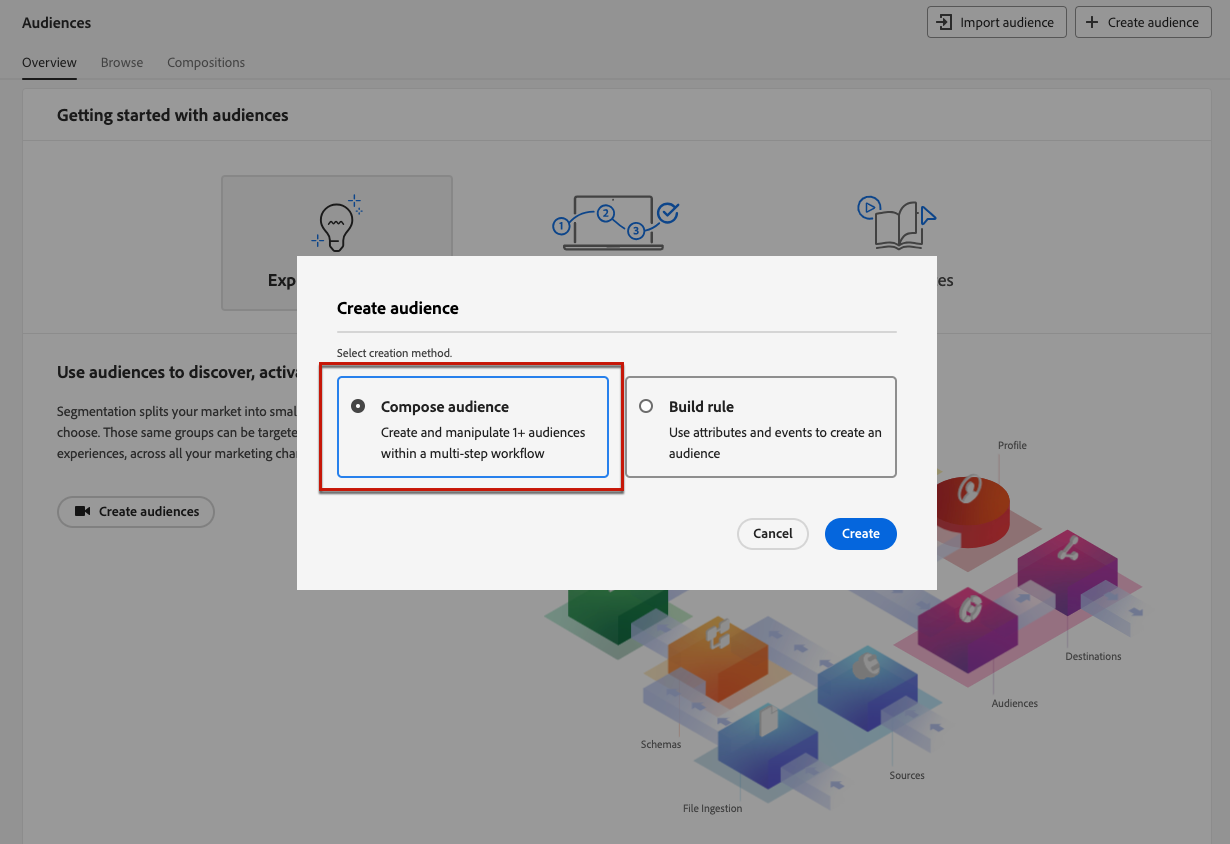 Audiences
Import audience
Create audience
Overview
Browse
Compositions
Getting started with audiences
1
2
3
Exp
es
Create audience
Select creation method.
Compose audience
Create and manipulate 1+ audiences
within a multi-step workflow
Build rule
Use attributes and events to create an
audience
Cancel
Create
Use audiences to discover, activa
Segmentation splits your market into smal
choose. Those same groups can be targete
experiences, across all your marketing cha
Create audiences
Profile
Destinations
Audiences
Schemas
Sources
File Ingestion